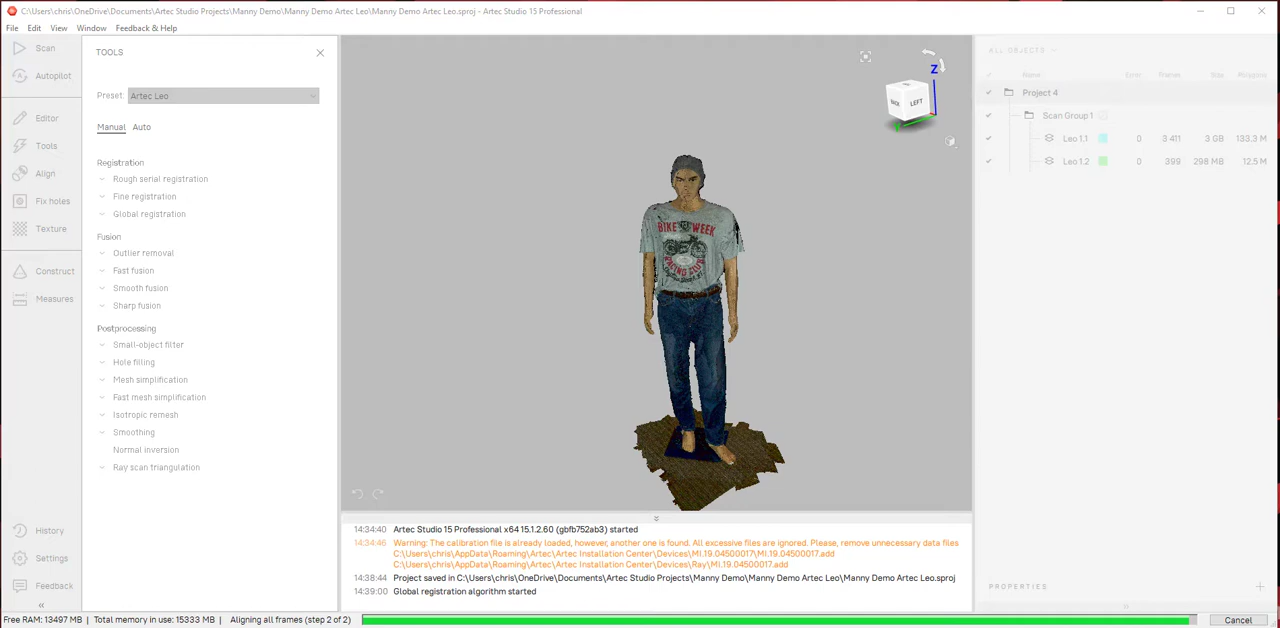 C:\Users\chris\OneDrive\Documents\Artec Studio Projects\Manny Demo\Manny Demo Artec Leo\Manny Demo Artec Leo.sproj - Artec Studio 15 Professional
File Edit View Window Feedback & Help
Scan
Autopilot
Editor
Tools
Align
Fix holes
Texture
Construct
Measures
History
Settings
Feedback
TOOLS
Preset: Artec Leo
Manual Auto
Registration
Rough serial registration
Fine registration
Global registration
Fusion
Outlier removal
Fast fusion
Smooth fusion
Sharp fusion
Postprocessing
Small-object filter
Hole filling
Mesh simplification
Fast mesh simplification
Isotropic remesh
Smoothing
Normal inversion
Ray scan triangulation
Z
BACK LEFT
BIKE WEEK
RACING CLUB
14:34:40 Artec Studio 15 Professional x64 15.1.2.60 (gbfb752ab3) started
14:34:46 Warning: The calibration file is already loaded, however, another one is found. All excessive files are ignored. Please, remove unnecessary data files
C:\Users\chris\AppData\Roaming\Artec\Artec Installation Center\Devices\MI.19.04500017\MI.19.04500017.add
C:\Users\chris\AppData\Roaming\Artec\Artec Installation Center\Devices\Ray\MI.19.04500017.add
14:38:44 Project saved in C:\Users\chris\OneDrive\Documents\Artec Studio Projects\Manny Demo\Manny Demo Artec Leo\Manny Demo Artec Leo.sproj
14:39:00 Global registration algorithm started
ALL OBJECTS
Name Error Frames Size Polygons
Project 4
Scan Group 1
Leo 1.1 0 3 411 3 GB 133.3 M
Leo 1.2 0 399 298 MB 12.5 M
PROPERTIES
Free RAM: 13497 MB | Total memory in use: 15333 MB | Aligning all frames (step 2 of 2) Cancel